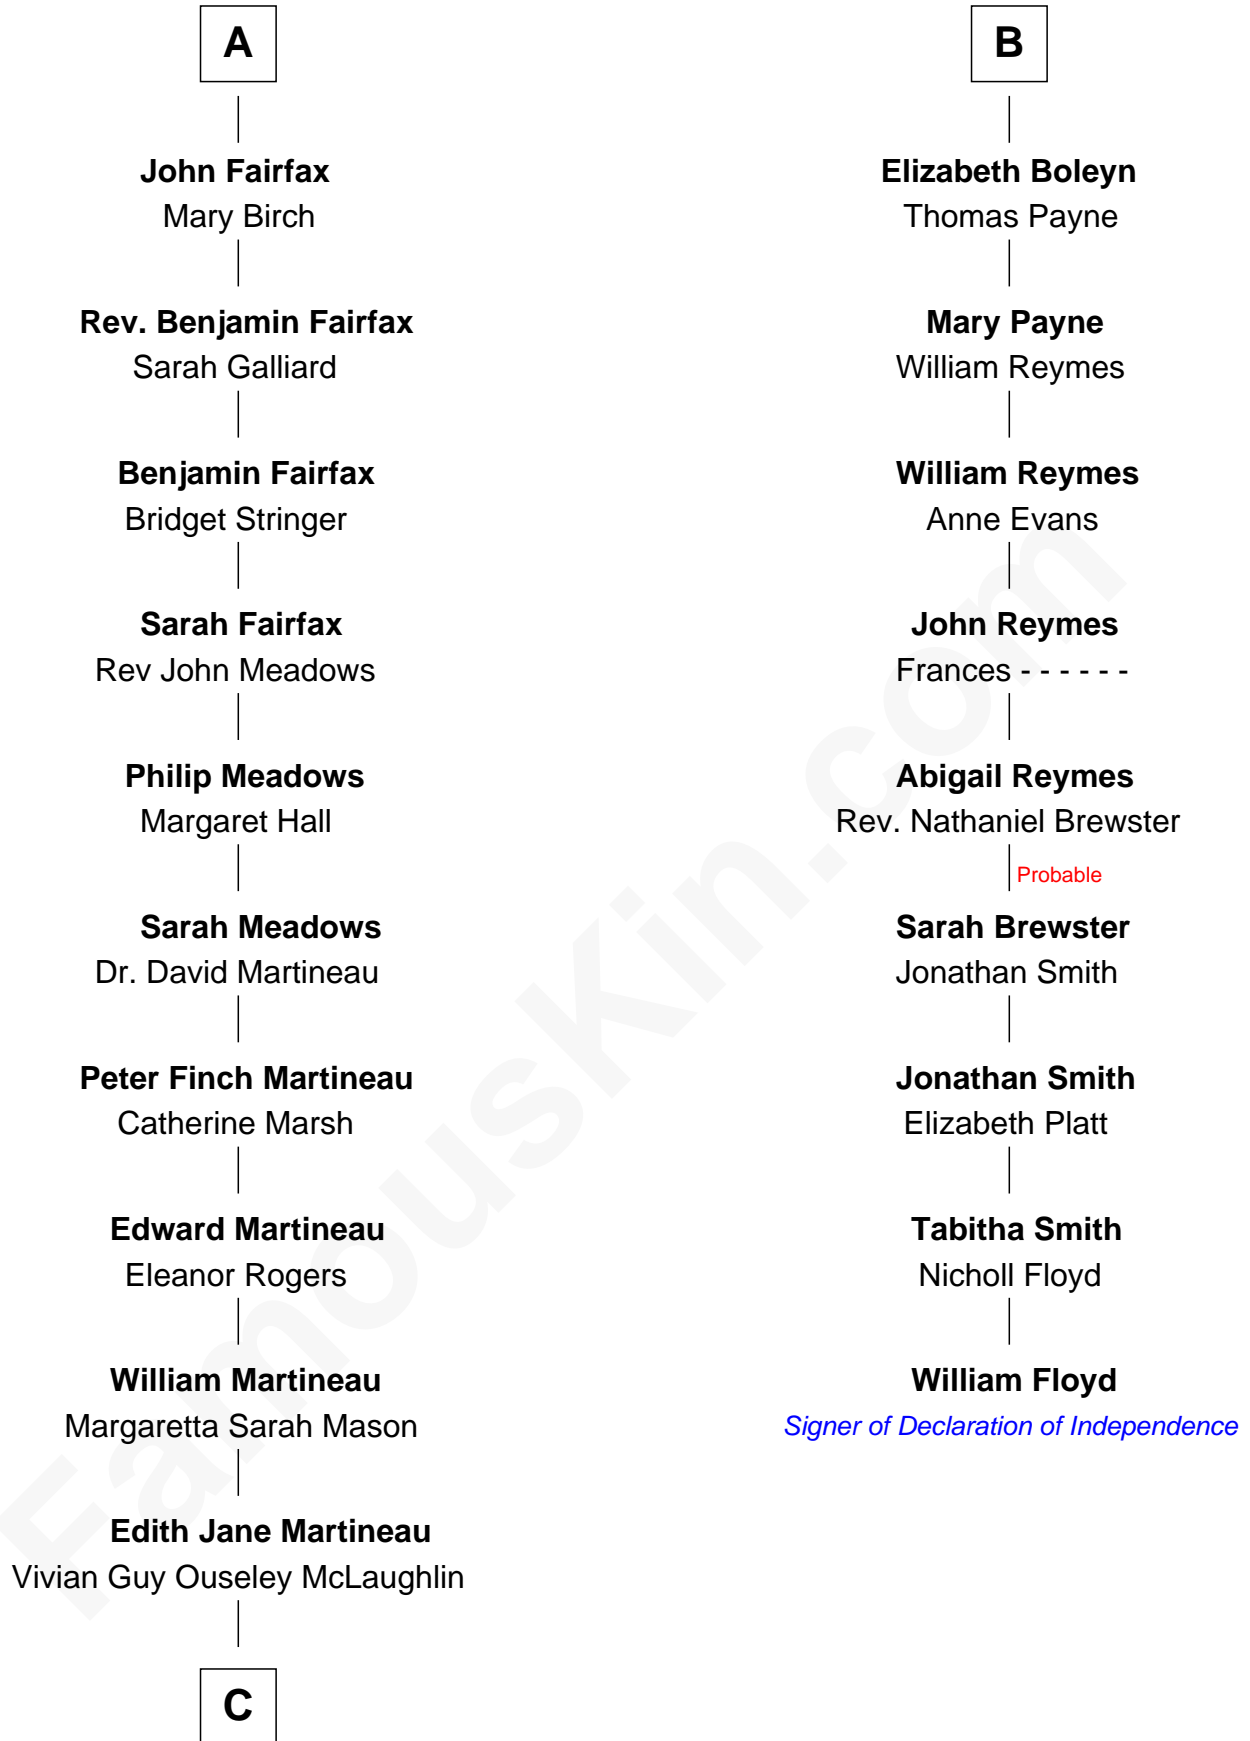 A
John Fairfax
Mary Birch
Rev. Benjamin Fairfax
Sarah Galliard
Benjamin Fairfax
Bridget Stringer
Sarah Fairfax
Rev John Meadows
Philip Meadows
Margaret Hall
Sarah Meadows
Dr. David Martineau
Peter Finch Martineau
Catherine Marsh
Edward Martineau
Eleanor Rogers
William Martineau
Margaretta Sarah Mason
Edith Jane Martineau
Vivian Guy Ouseley McLaughlin
C
B
Elizabeth Boleyn
Thomas Payne
Mary Payne
William Reymes
William Reymes
Anne Evans
John Reymes
Frances - - - - - -
Abigail Reymes
Rev. Nathaniel Brewster
Probable
Sarah Brewster
Jonathan Smith
Jonathan Smith
Elizabeth Platt
Tabitha Smith
Nicholl Floyd
William Floyd
Signer of Declaration of Independence
FamousKin.com